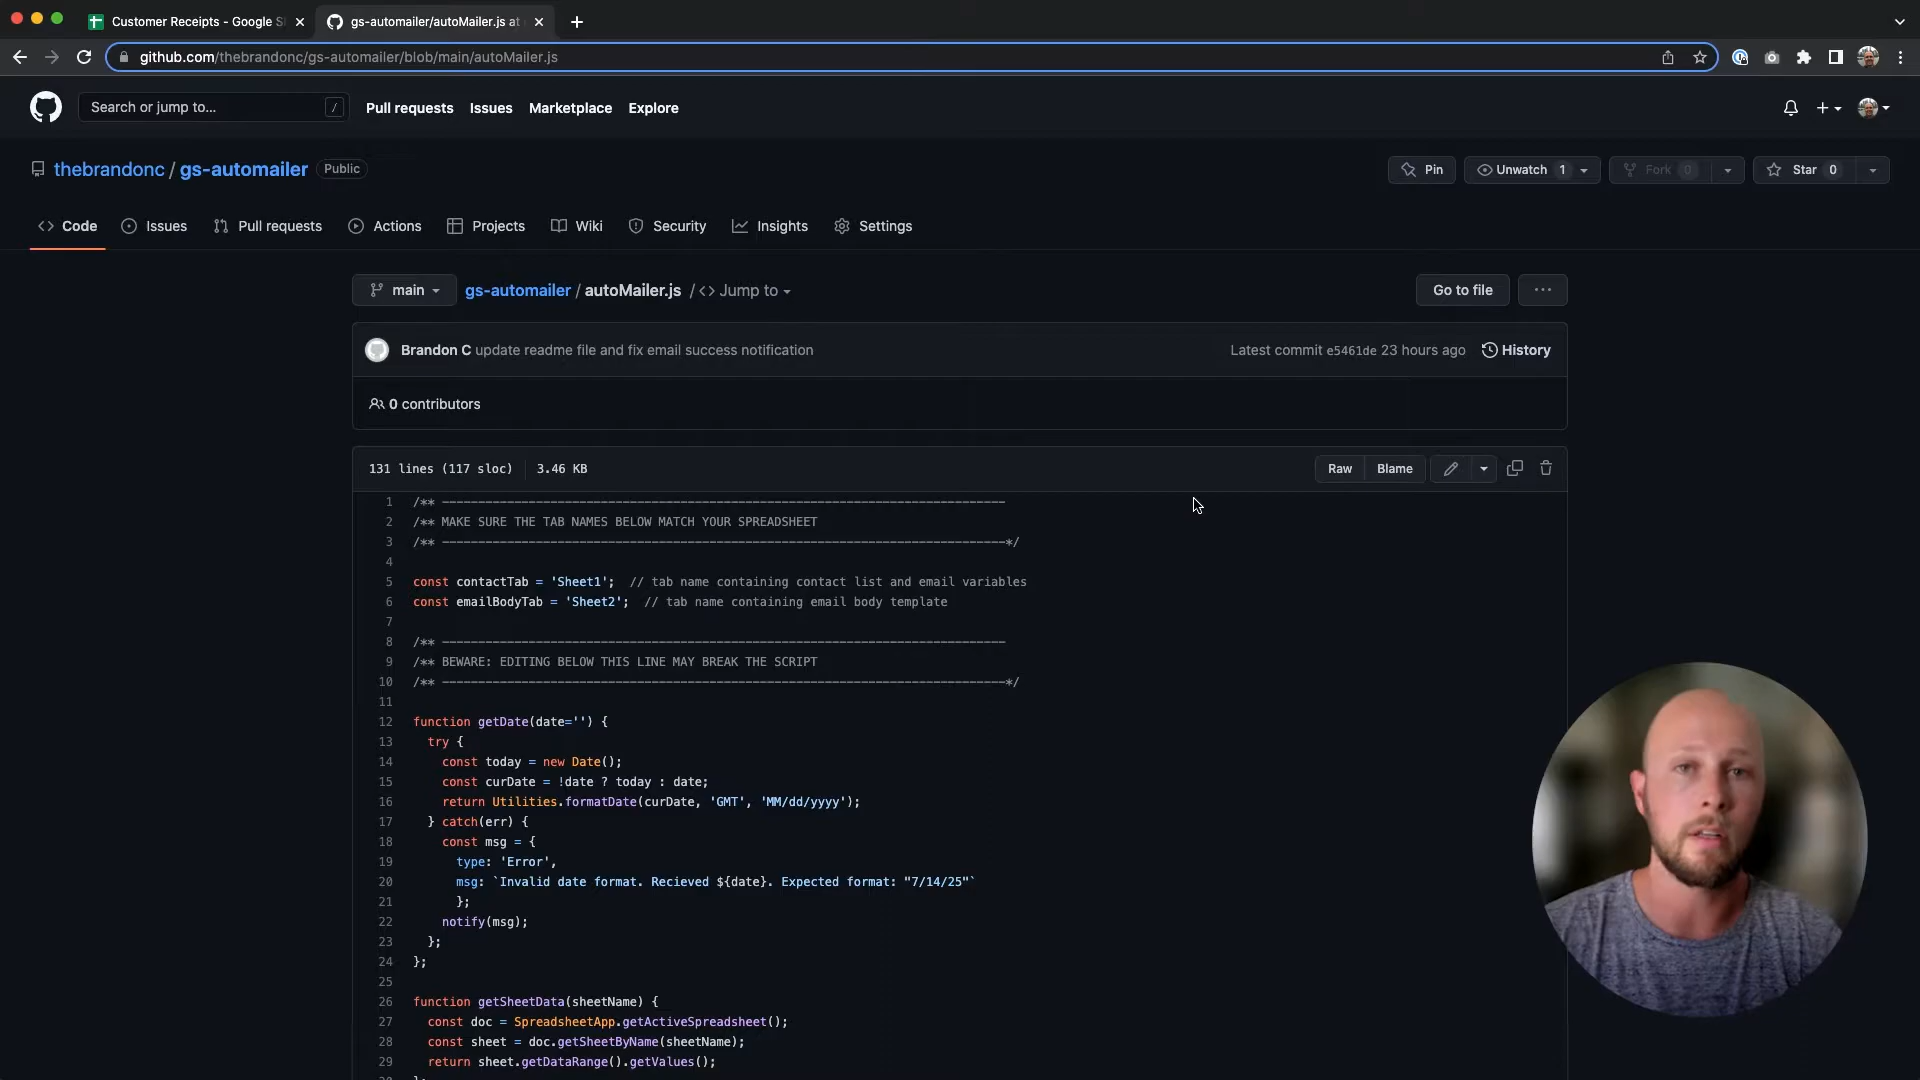 Customer Receipts - Google S
gs-automailer/autoMailer.js at
github.com/thebrandonc/gs-automailer/blob/main/autoMailer.js
Search or jump to... /
Pull requests Issues Marketplace Explore
thebrandonc / gs-automailer Public
Pin Unwatch 1 Fork 0 Star 0
Code Issues Pull requests Actions Projects Wiki Security Insights Settings
main gs-automailer / autoMailer.js / <> Jump to Go to file ...
Brandon C update readme file and fix email success notification Latest commit e5461de 23 hours ago History
0 contributors
131 lines (117 sloc) 3.46 KB Raw Blame
1 /** ------------------------------------------------------------------------------
2 /** MAKE SURE THE TAB NAMES BELOW MATCH YOUR SPREADSHEET
3 /** ------------------------------------------------------------------------------*/
4
5 const contactTab = 'Sheet1';  // tab name containing contact list and email variables
6 const emailBodyTab = 'Sheet2';  // tab name containing email body template
7
8 /** ------------------------------------------------------------------------------
9 /** BEWARE: EDITING BELOW THIS LINE MAY BREAK THE SCRIPT
10 /** ------------------------------------------------------------------------------*/
11
12 function getDate(date='') {
13   try {
14     const today = new Date();
15     const curDate = !date ? today : date;
16     return Utilities.formatDate(curDate, 'GMT', 'MM/dd/yyyy');
17   } catch(err) {
18     const msg = {
19       type: 'Error',
20       msg: `Invalid date format. Recieved ${date}. Expected format: "7/14/25"`
21       };
22     notify(msg);
23   };
24 };
25
26 function getSheetData(sheetName) {
27   const doc = SpreadsheetApp.getActiveSpreadsheet();
28   const sheet = doc.getSheetByName(sheetName);
29   return sheet.getDataRange().getValues();